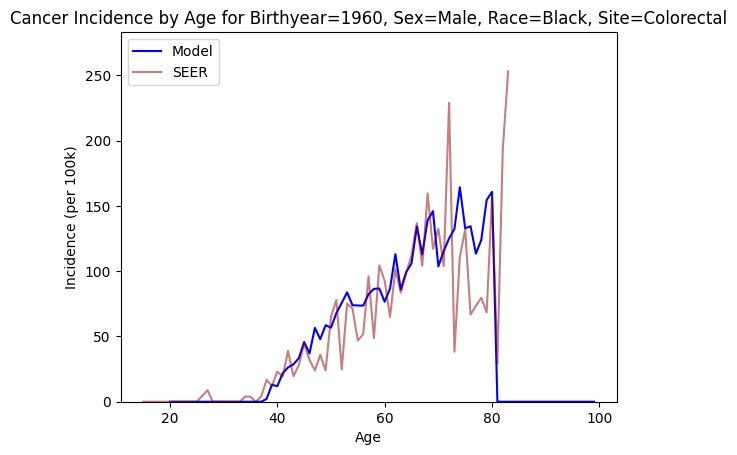 Cancer Incidence by Age for Birthyear=1960, Sex=Male, Race=Black, Site=Colorectal
Model
SEER
250
200
150
100
50
0
Incidence (per 100k)
20
40
60
80
100
Age